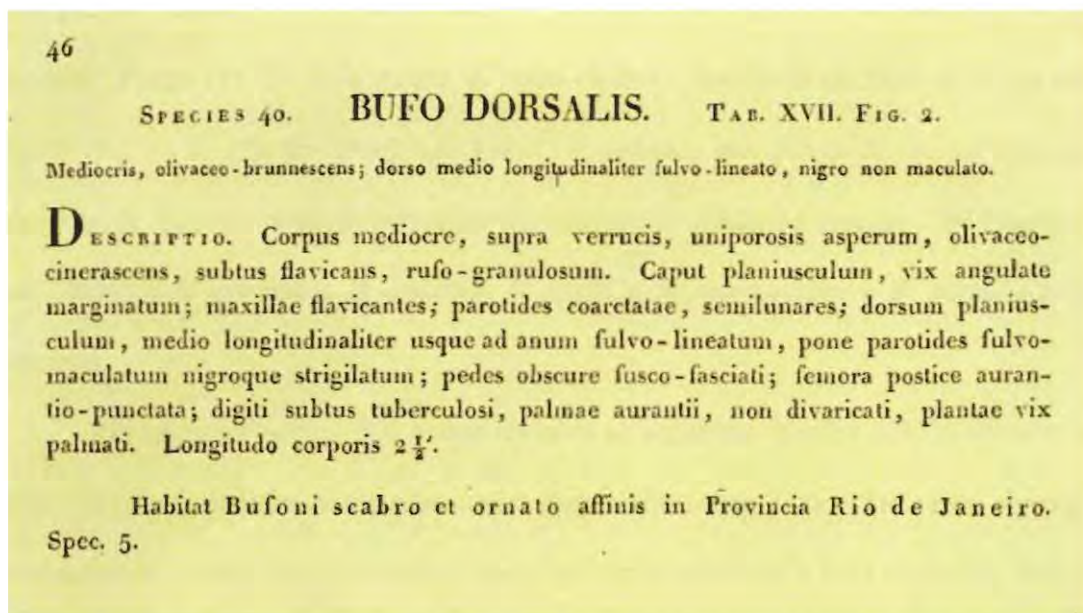 46
SPECIES 40. BUFO DORSALIS. TAB. XVII. FIG. 2.
Mediocris, olivaceo-brunnescens; dorso medio longitudinaliter fulvo-lineato, nigro non maculato.
DESCRIPTIO. Corpus mediocre, supra verrucis, uniporosis asperum, olivaceo-
cinerascens, subtus flavicans, rufo-granulosum. Caput planiusculum, vix angulate
marginatum; maxillae flavicantes; parotides coarctatae, semilunares; dorsum planius-
culum, medio longitudinaliter usque ad anum fulvo-lineatum, pone parotides fulvo-
maculatum nigroque strigilatum; pedes obscure fusco-fasciati; femora postice auran-
tio-punctata; digiti subtus tuberculosi, palmae aurantii, non divaricati, plantae vix
palmati. Longitudo corporis 2½′.
Habitat Bufoni scabro et ornato affinis in Provincia Rio de Janeiro.
Spec. 5.